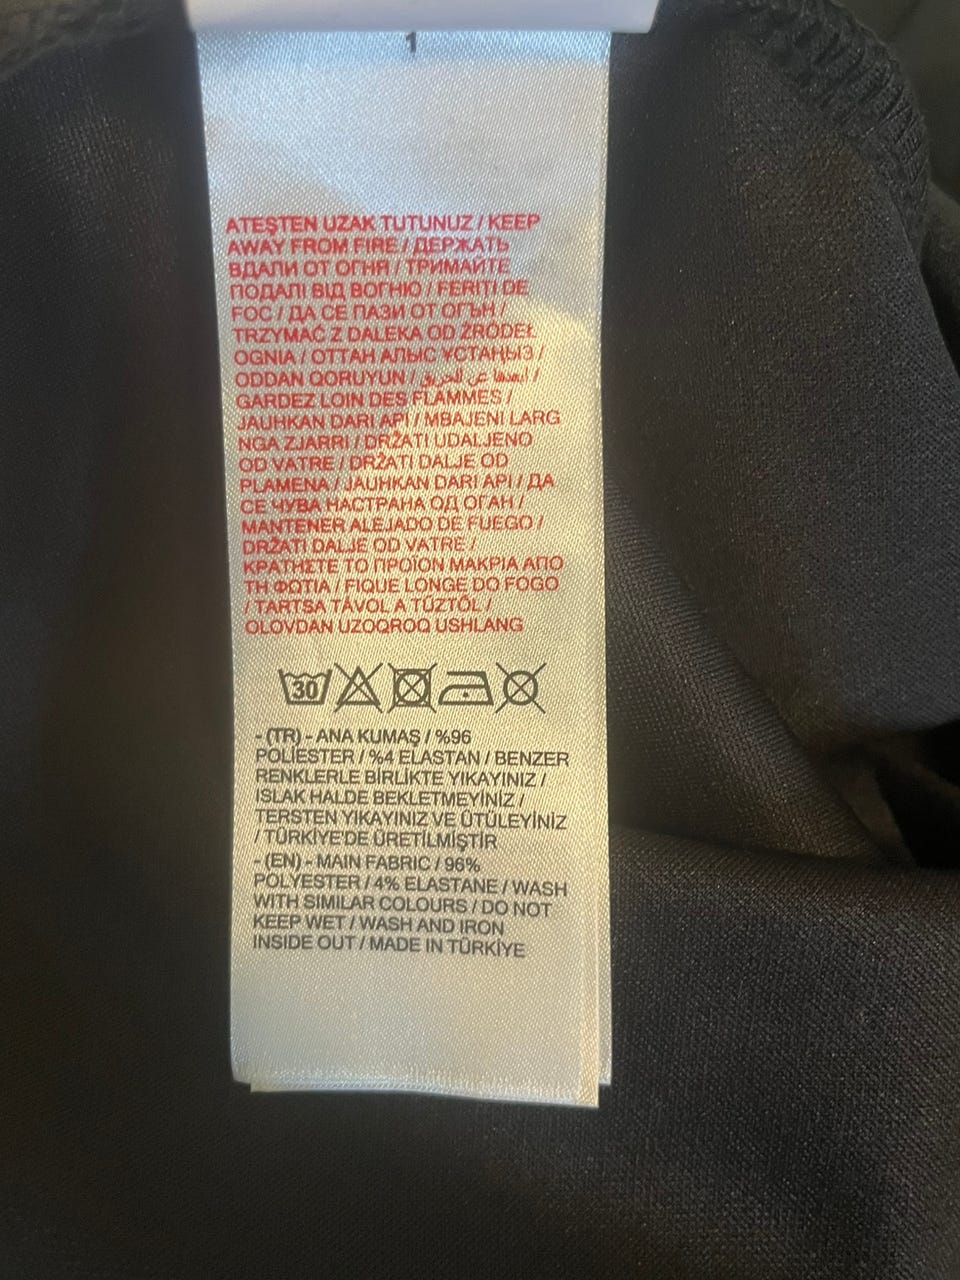 1
ATEŞTEN UZAK TUTUNUZ / KEEP
AWAY FROM FIRE / ДЕРЖАТЬ
ВДАЛИ ОТ ОГНЯ / ТРИМАЙТЕ
ПОДАЛІ ВІД ВОГНЮ / FERITI DE
FOC / ДА СЕ ПАЗИ ОТ ОГЪН /
TRZYMAĆ Z DALEKA OD ŹRÓDEŁ
OGNIA / ОТТАН АЛЫС ҰСТАҢЫЗ /
ODDAN QORUYUN / أبعدها عن الحريق /
GARDEZ LOIN DES FLAMMES /
JAUHKAN DARI API / MBAJENI LARG
NGA ZJARRI / DRŽATI UDALJENO
OD VATRE / DRŽATI DALJE OD
PLAMENA / JAUHKAN DARI API / ДА
СЕ ЧУВА НАСТРАНА ОД ОГАН /
MANTENER ALEJADO DE FUEGO /
DRŽATI DALJE OD VATRE /
ΚΡΑΤΗΣΤΕ ΤΟ ΠΡΟΪΟΝ ΜΑΚΡΙΑ ΑΠΟ
ΤΗ ΦΩΤΙΑ / FIQUE LONGE DO FOGO
/ TARTSA TÁVOL A TŰZTŐL /
OLOVDAN UZOQROQ USHLANG
30
- (TR) - ANA KUMAŞ / %96
POLİESTER / %4 ELASTAN / BENZER
RENKLERLE BİRLİKTE YIKAYINIZ /
ISLAK HALDE BEKLETMEYİNİZ /
TERSTEN YIKAYINIZ VE ÜTÜLEYİNİZ
/ TÜRKİYE'DE ÜRETİLMİŞTİR
- (EN) - MAIN FABRIC / 96%
POLYESTER / 4% ELASTANE / WASH
WITH SIMILAR COLOURS / DO NOT
KEEP WET / WASH AND IRON
INSIDE OUT / MADE IN TÜRKİYE